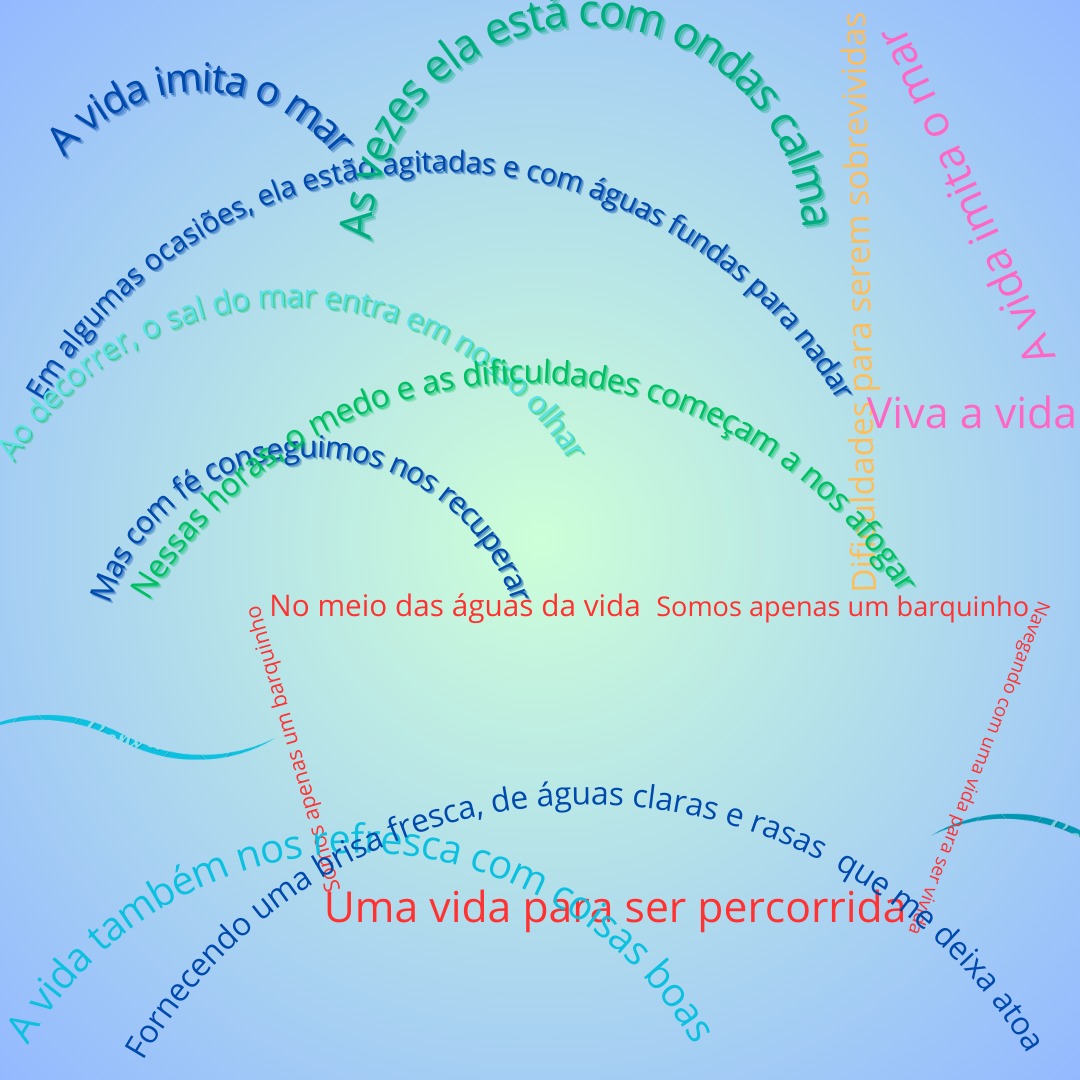 A vida imita o mar
As vezes ela está com ondas calma
Em algumas ocasiões, ela estão agitadas e com águas fundas para nadar
Ao decorrer, o sal do mar entra em nosso olhar
Nessas horas, o medo e as dificuldades começam a nos afogar
Mas com fé conseguimos nos recuperar
Dificuldades para serem sobrevividas
A vida imita o mar
Viva a vida
No meio das águas da vida Somos apenas um barquinho
Somos apenas um barquinho
Navegando com uma vida para ser vivida
Uma vida para ser percorrida
A vida também nos refresca com coisas boas
Fornecendo uma brisa fresca, de águas claras e rasas que me deixa atoa